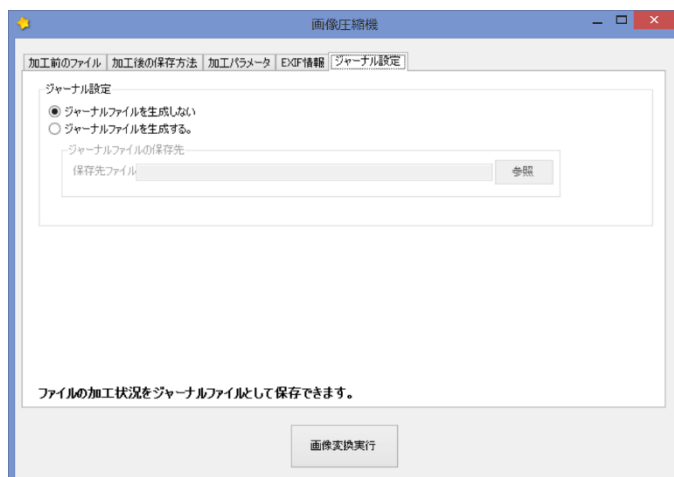 画像圧縮機
加工前のファイル 加工後の保存方法 加工パラメータ EXIF情報 ジャーナル設定
ジャーナル設定
ジャーナルファイルを生成しない
ジャーナルファイルを生成する。
ジャーナルファイルの保存先
保存先ファイル 参照
ファイルの加工状況をジャーナルファイルとして保存できます。
画像変換実行